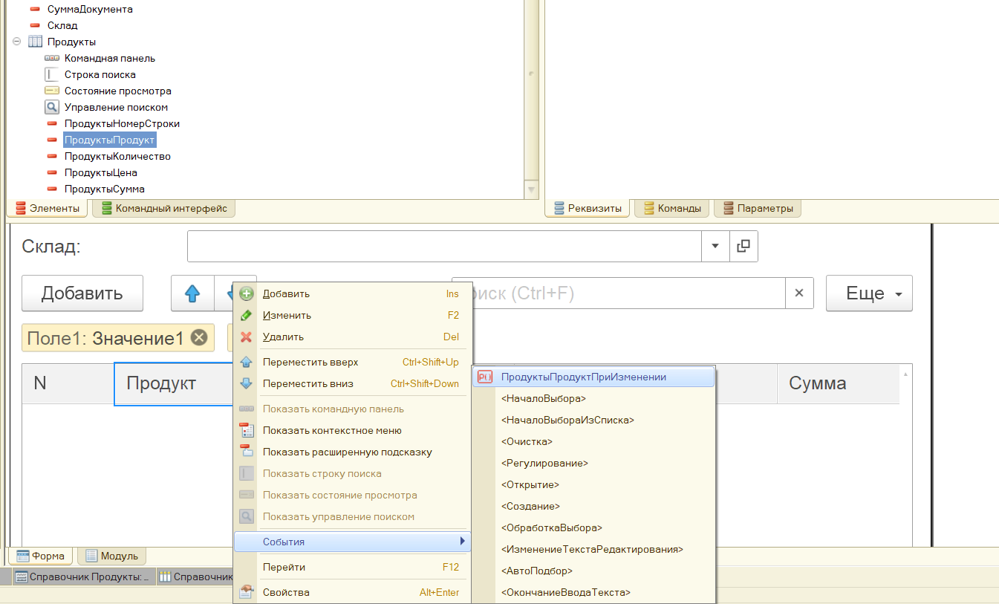 СуммаДокумента
Склад
Продукты
Командная панель
Строка поиска
Состояние просмотра
Управление поиском
ПродуктыНомерСтроки
ПродуктыПродукт
ПродуктыКоличество
ПродуктыЦена
ПродуктыСумма
Элементы
Командный интерфейс
Реквизиты
Команды
Параметры
Склад:
Добавить
иск (Ctrl+F)
Еще
Поле1: Значение1
N
Продукт
Сумма
Добавить Ins
Изменить F2
Удалить Del
Переместить вверх Ctrl+Shift+Up
Переместить вниз Ctrl+Shift+Down
Показать командную панель
Показать контекстное меню
Показать расширенную подсказку
Показать строку поиска
Показать состояние просмотра
Показать управление поиском
События
Перейти F12
Свойства Alt+Enter
ПродуктыПродуктПриИзменении
<НачалоВыбора>
<НачалоВыбораИзСписка>
<Очистка>
<Регулирование>
<Открытие>
<Создание>
<ОбработкаВыбора>
<ИзменениеТекстаРедактирования>
<АвтоПодбор>
<ОкончаниеВводаТекста>
Форма
Модуль
Справочник Продукты: ...
Справочник